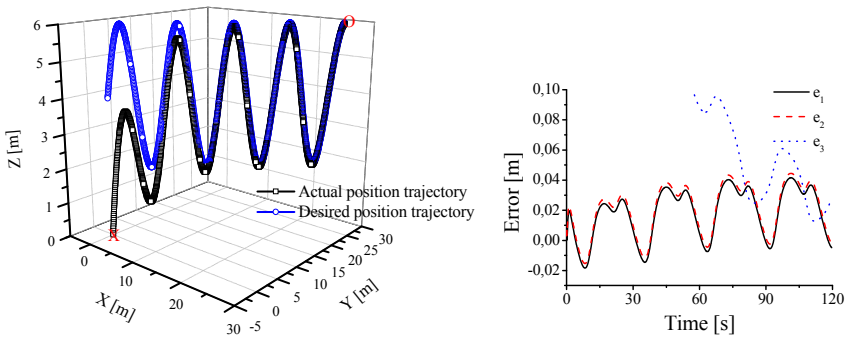 6
5
4
3
2
1
0
Z [m]
O
X
Actual position trajectory
Desired position trajectory
0
10
20
30
X [m]
-5
0
5
10
15
20
25
30
Y [m]
0,10
0,08
0,06
0,04
0,02
0,00
-0,02
Error [m]
e1
e2
e3
0
30
60
90
120
Time [s]